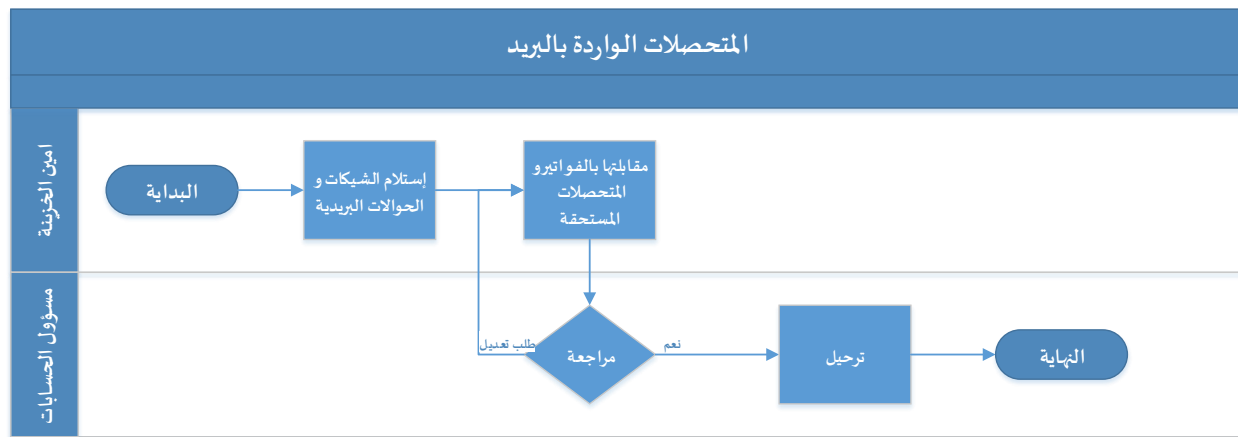 المتحصلات الواردة بالبريد
امين الخزينة
البداية
إستلام الشيكات و
الحوالات البريدية
مقابلتها بالفواتيرو
المتحصلات
المستحقة
مسؤول الحسابات
طلب تعديل
مراجعة
نعم
ترحيل
النهاية